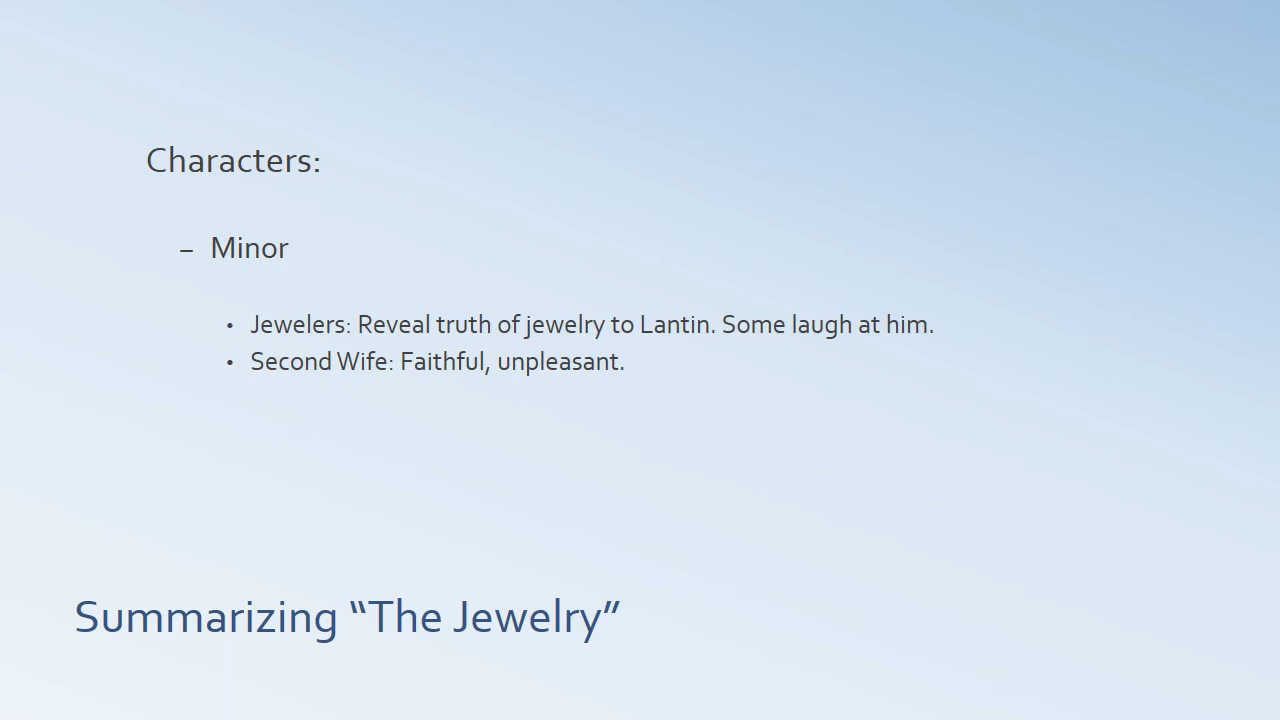 Characters:
– Minor
• Jewelers: Reveal truth of jewelry to Lantin. Some laugh at him.
• Second Wife: Faithful, unpleasant.
Summarizing “The Jewelry”